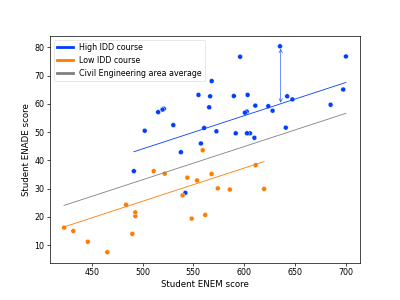 High IDD course
Low IDD course
Civil Engineering area average
80
70
60
50
40
30
20
10
Student ENADE score
450
500
550
600
650
700
Student ENEM score